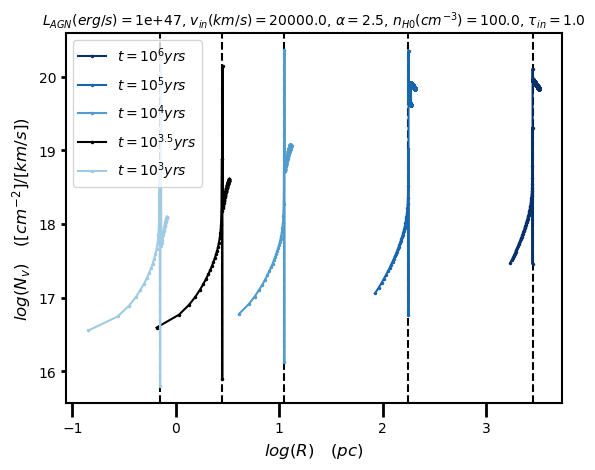 L_{AGN}(erg/s) = 1e+47, v_{in}(km/s) = 20000.0, α = 2.5, n_{H0}(cm^{-3}) = 100.0, τ_{in} = 1.0
t = 10^6 yrs
t = 10^5 yrs
t = 10^4 yrs
t = 10^{3.5} yrs
t = 10^3 yrs
20
19
18
17
16
log(N_v) ([cm^{-2}]/[km/s])
−1 0 1 2 3
log(R) (pc)